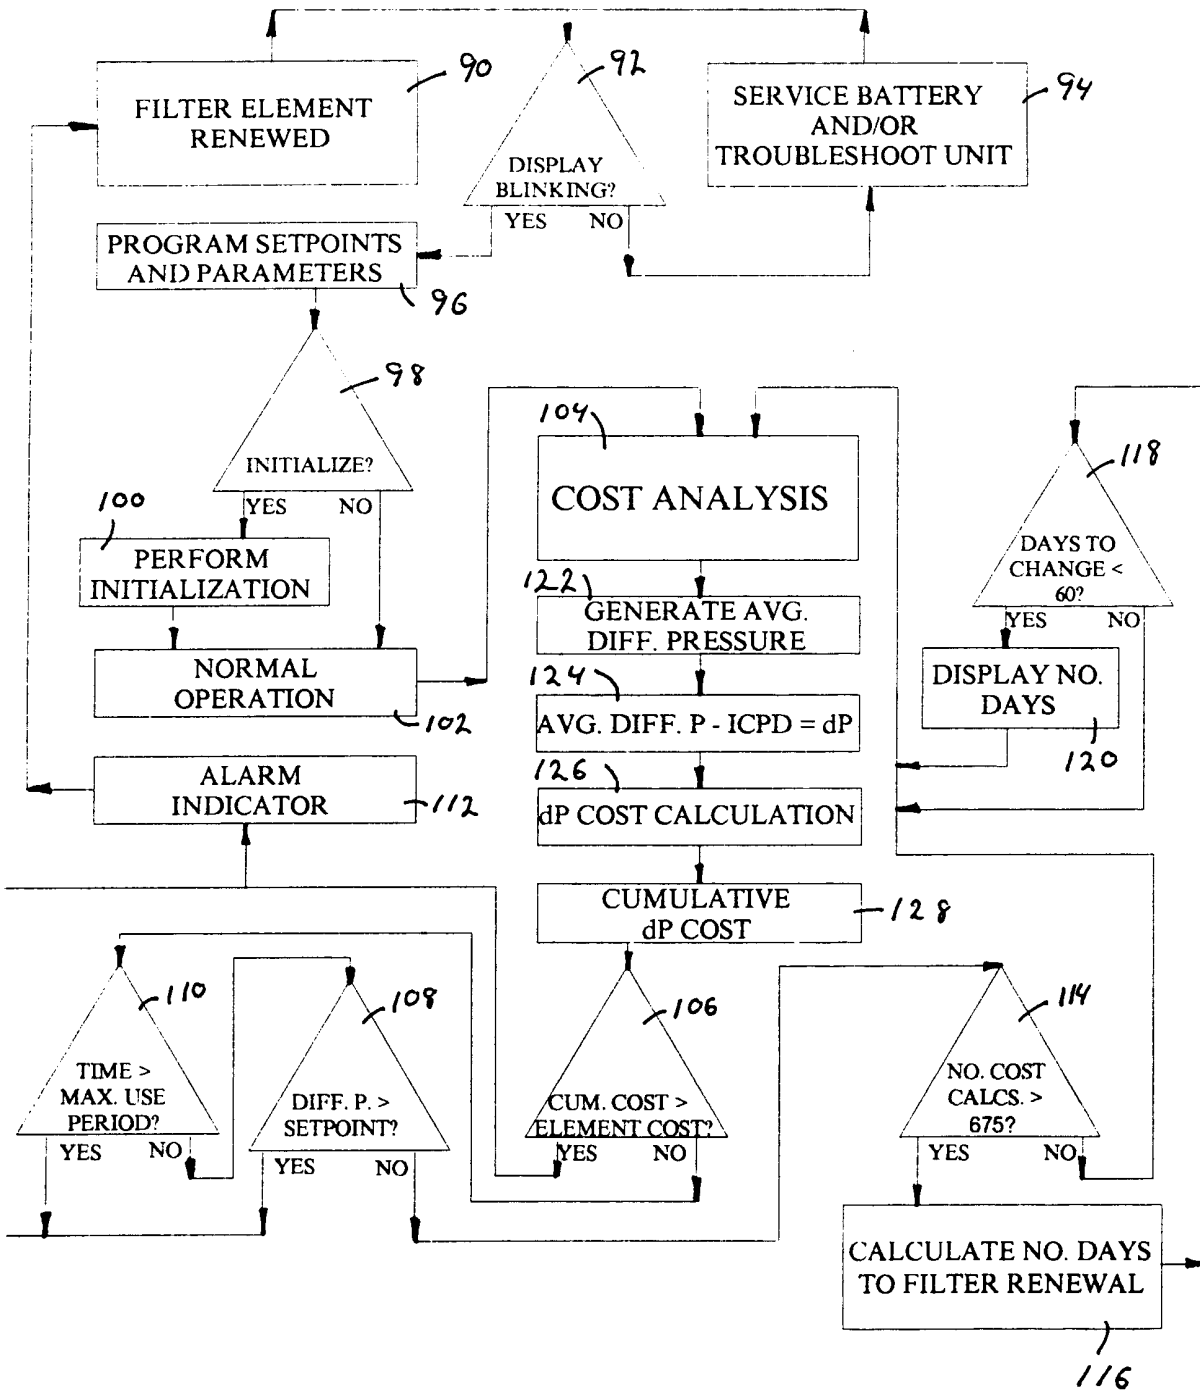 90
FILTER ELEMENT
RENEWED
92
DISPLAY
BLINKING?
YES NO
94
SERVICE BATTERY
AND/OR
TROUBLESHOOT UNIT
PROGRAM SETPOINTS
AND PARAMETERS
96
98
INITIALIZE?
YES NO
100
PERFORM
INITIALIZATION
NORMAL
OPERATION
102
ALARM
INDICATOR
112
104
COST ANALYSIS
122
GENERATE AVG.
DIFF. PRESSURE
124
AVG. DIFF. P - ICPD = dP
126
dP COST CALCULATION
CUMULATIVE
dP COST
128
118
DAYS TO
CHANGE <
60?
YES NO
DISPLAY NO.
DAYS
120
110
TIME >
MAX. USE
PERIOD?
YES NO
108
DIFF. P. >
SETPOINT?
YES NO
106
CUM. COST >
ELEMENT COST?
YES NO
114
NO. COST
CALCS. >
675?
YES NO
CALCULATE NO. DAYS
TO FILTER RENEWAL
116